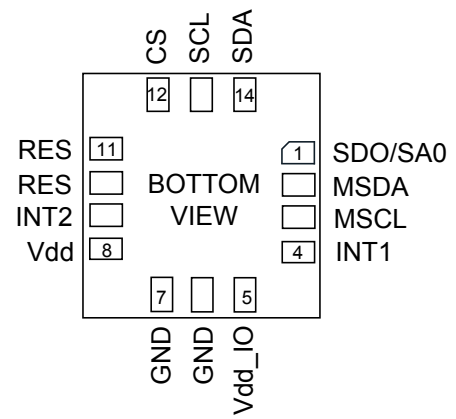 CS
SCL
SDA
12
14
RES
11
1
SDO/SA0
RES
BOTTOM
VIEW
MSDA
INT2
MSCL
Vdd
8
4
INT1
7
5
GND
GND
Vdd_IO